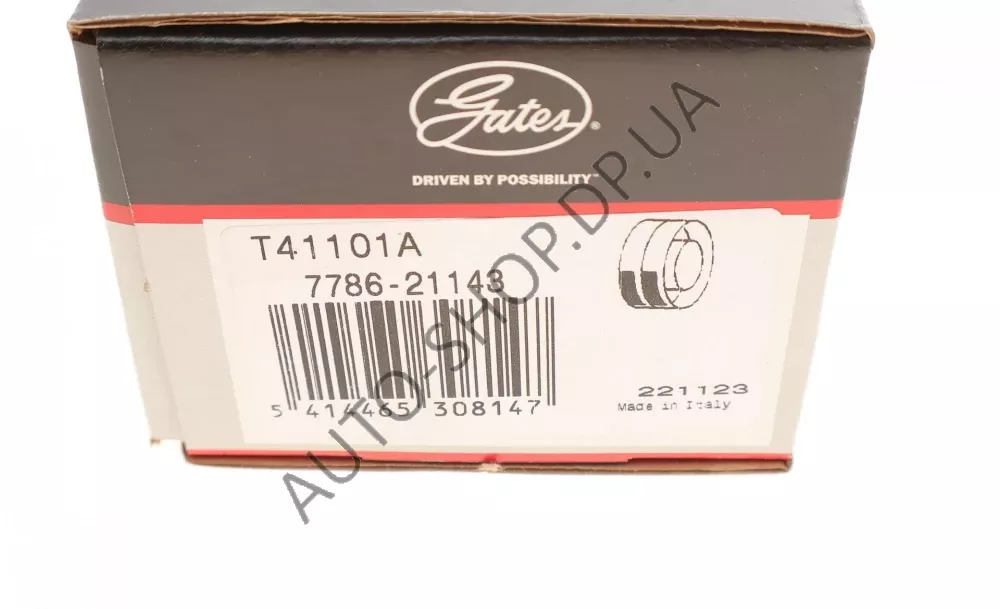 Gates®
DRIVEN BY POSSIBILITY™
T41101A
7786-21143
5 414465 308147
221123
Made in Italy
AUTO-SHOP.DP.UA